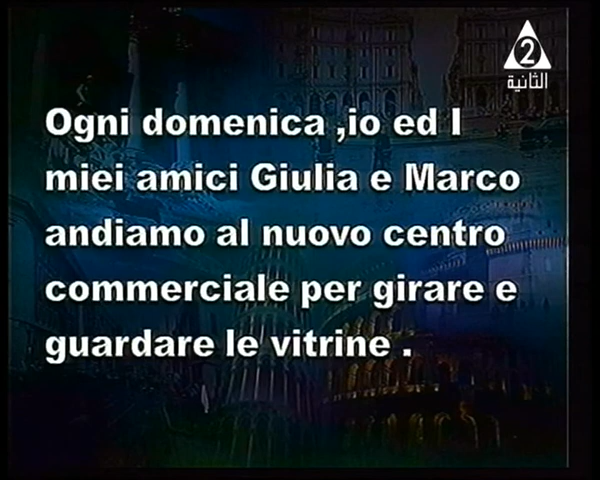 2
الثانية
Ogni domenica ,io ed I
miei amici Giulia e Marco
andiamo al nuovo centro
commerciale per girare e
guardare le vitrine .